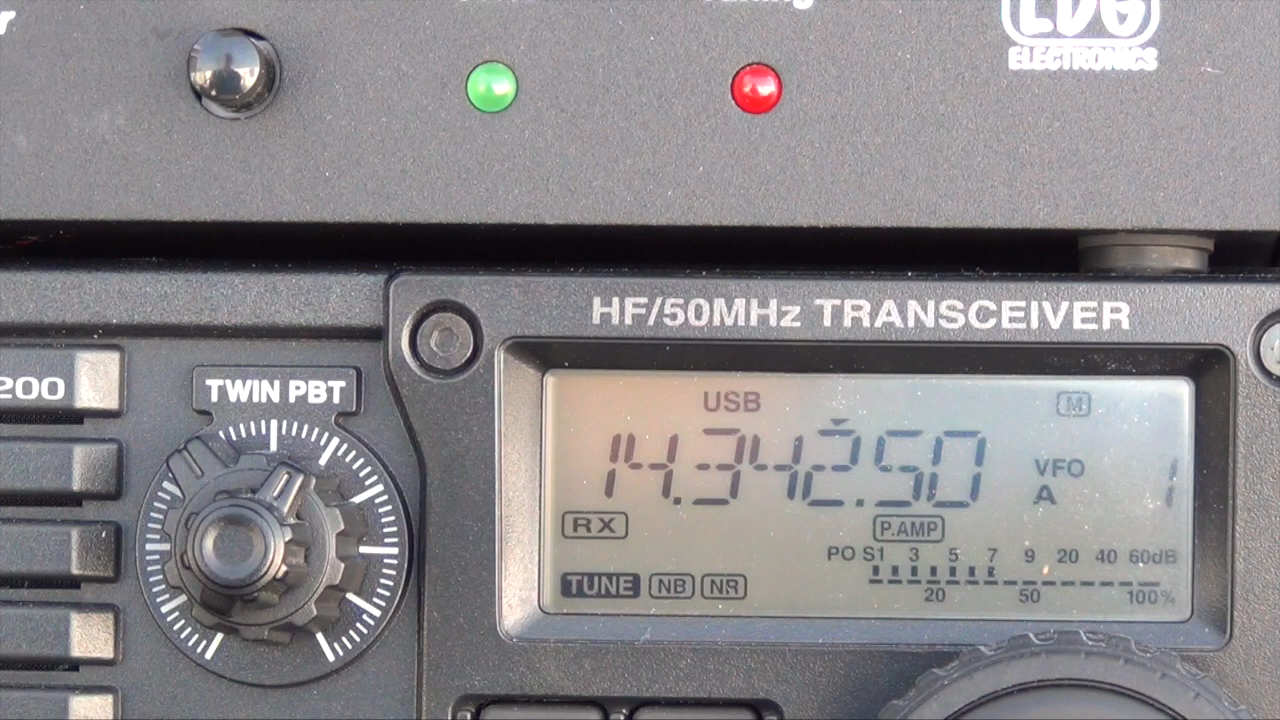 LDG
ELECTRONICS
HF/50MHz TRANSCEIVER
200
TWIN PBT
USB
M
14.342.50
VFO
A
1
RX
P.AMP
PO S1 3 5 7 9 20 40 60dB
TUNE NB NR
20 50 100%